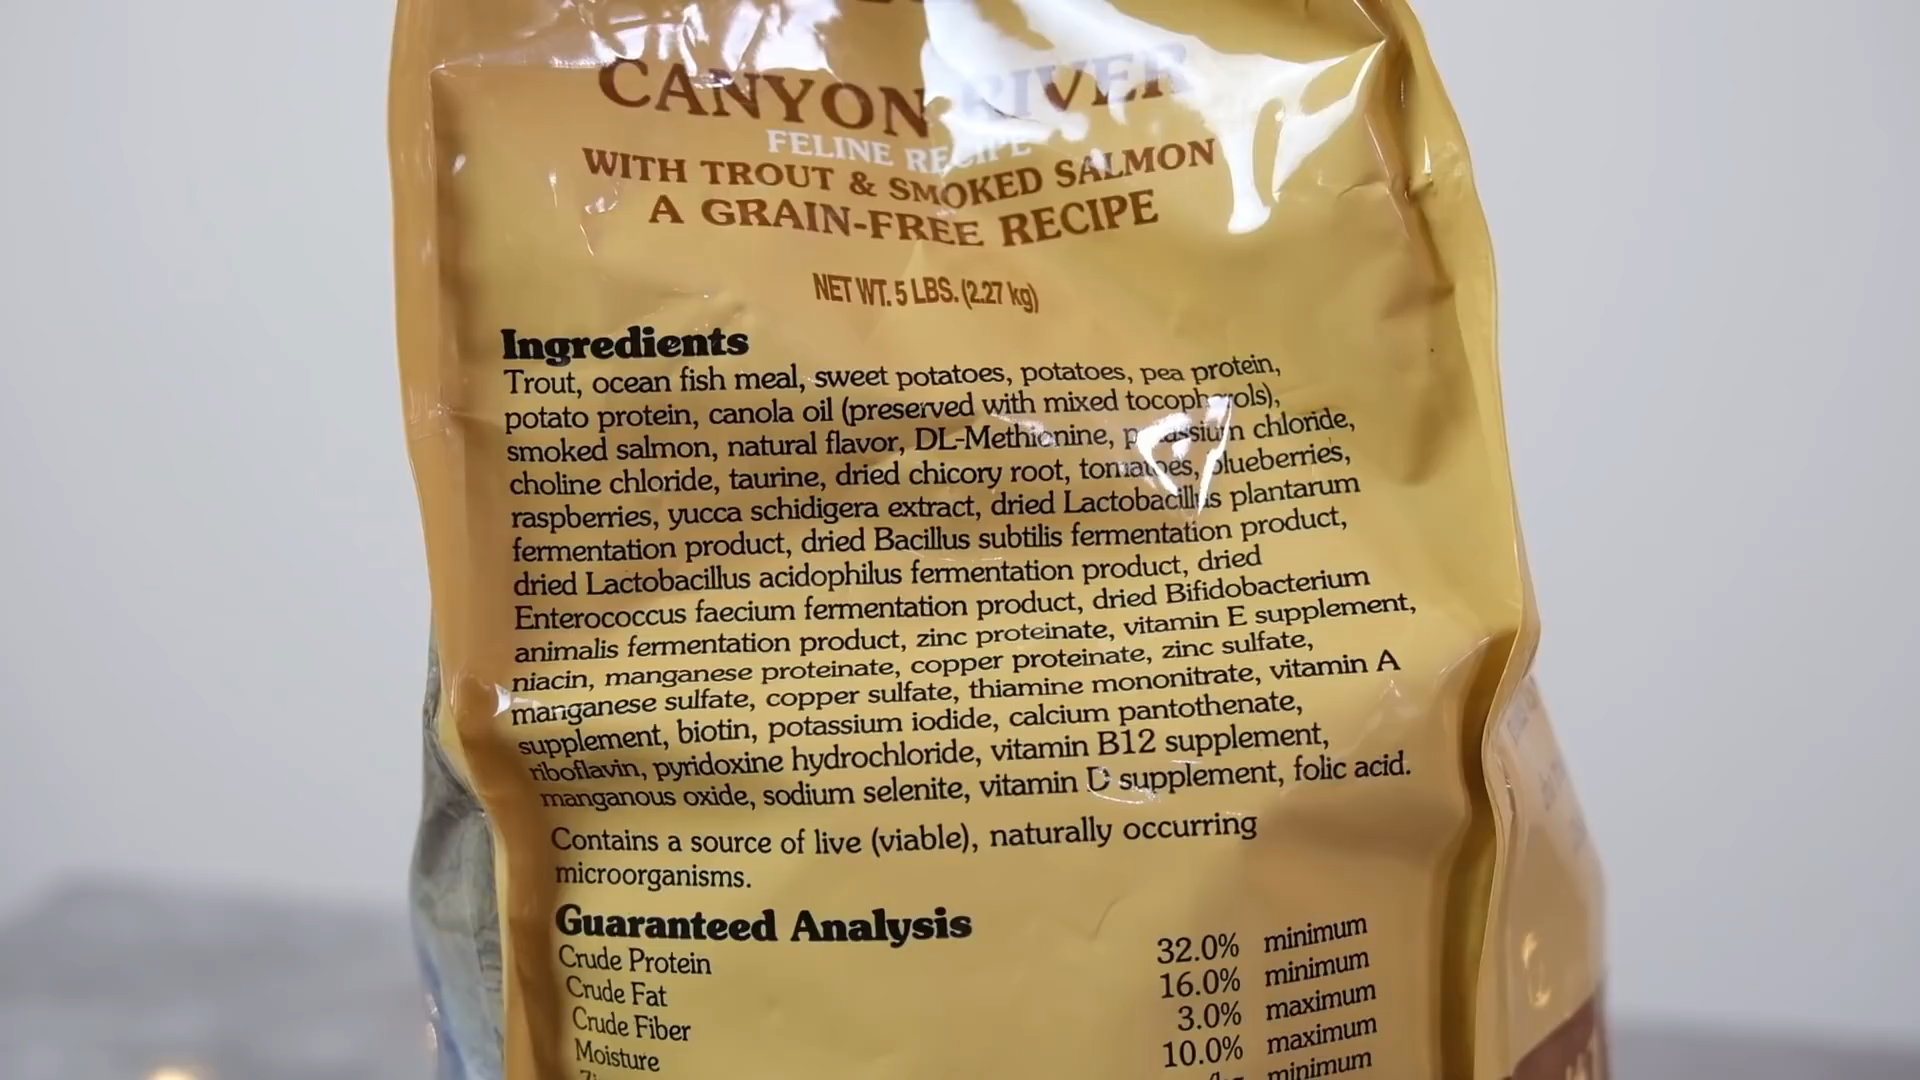 CANYON RIVER
FELINE RECIPE
WITH TROUT & SMOKED SALMON
A GRAIN-FREE RECIPE
NET WT. 5 LBS. (2.27 kg)
Ingredients
Trout, ocean fish meal, sweet potatoes, potatoes, pea protein,
potato protein, canola oil (preserved with mixed tocopherols),
smoked salmon, natural flavor, DL-Methionine, potassium chloride,
choline chloride, taurine, dried chicory root, tomatoes, blueberries,
raspberries, yucca schidigera extract, dried Lactobacillus plantarum
fermentation product, dried Bacillus subtilis fermentation product,
dried Lactobacillus acidophilus fermentation product, dried
Enterococcus faecium fermentation product, dried Bifidobacterium
animalis fermentation product, zinc proteinate, vitamin E supplement,
niacin, manganese proteinate, copper proteinate, zinc sulfate,
manganese sulfate, copper sulfate, thiamine mononitrate, vitamin A
supplement, biotin, potassium iodide, calcium pantothenate,
riboflavin, pyridoxine hydrochloride, vitamin B12 supplement,
manganous oxide, sodium selenite, vitamin D supplement, folic acid.
Contains a source of live (viable), naturally occurring
microorganisms.
Guaranteed Analysis
Crude Protein 32.0% minimum
Crude Fat 16.0% minimum
Crude Fiber 3.0% maximum
Moisture 10.0% maximum
minimum